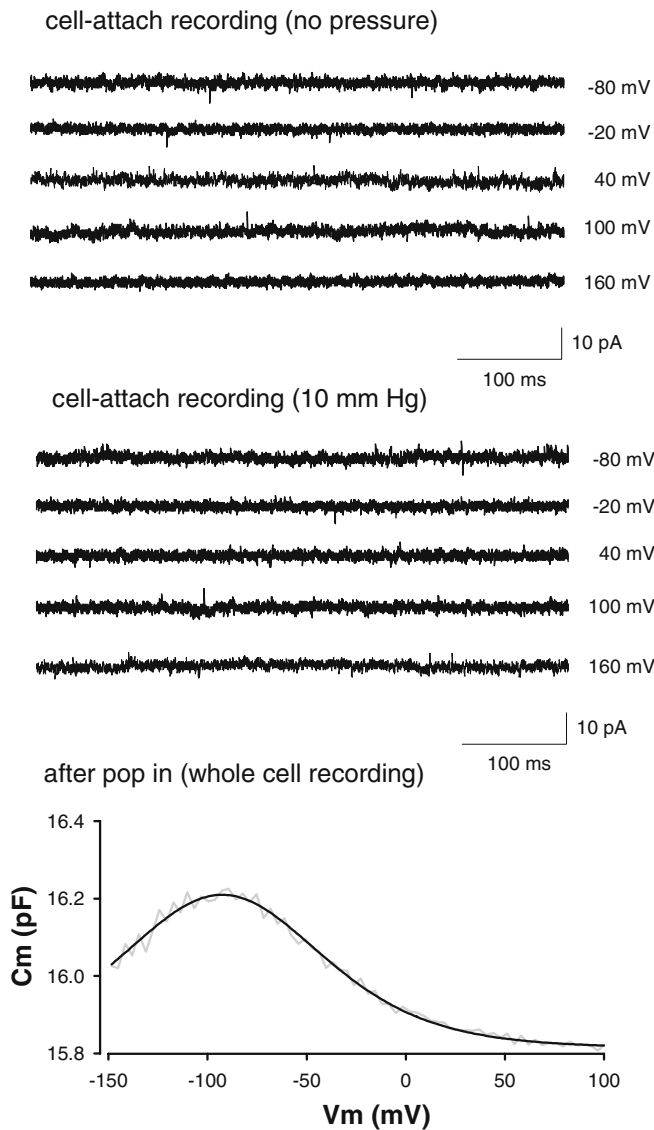 cell-attach recording (no pressure)
-80 mV
-20 mV
40 mV
100 mV
160 mV
10 pA
100 ms
cell-attach recording (10 mm Hg)
-80 mV
-20 mV
40 mV
100 mV
160 mV
10 pA
100 ms
after pop in (whole cell recording)
16.4
16.2
16.0
15.8
Cm (pF)
-150 -100 -50 0 50 100
Vm (mV)